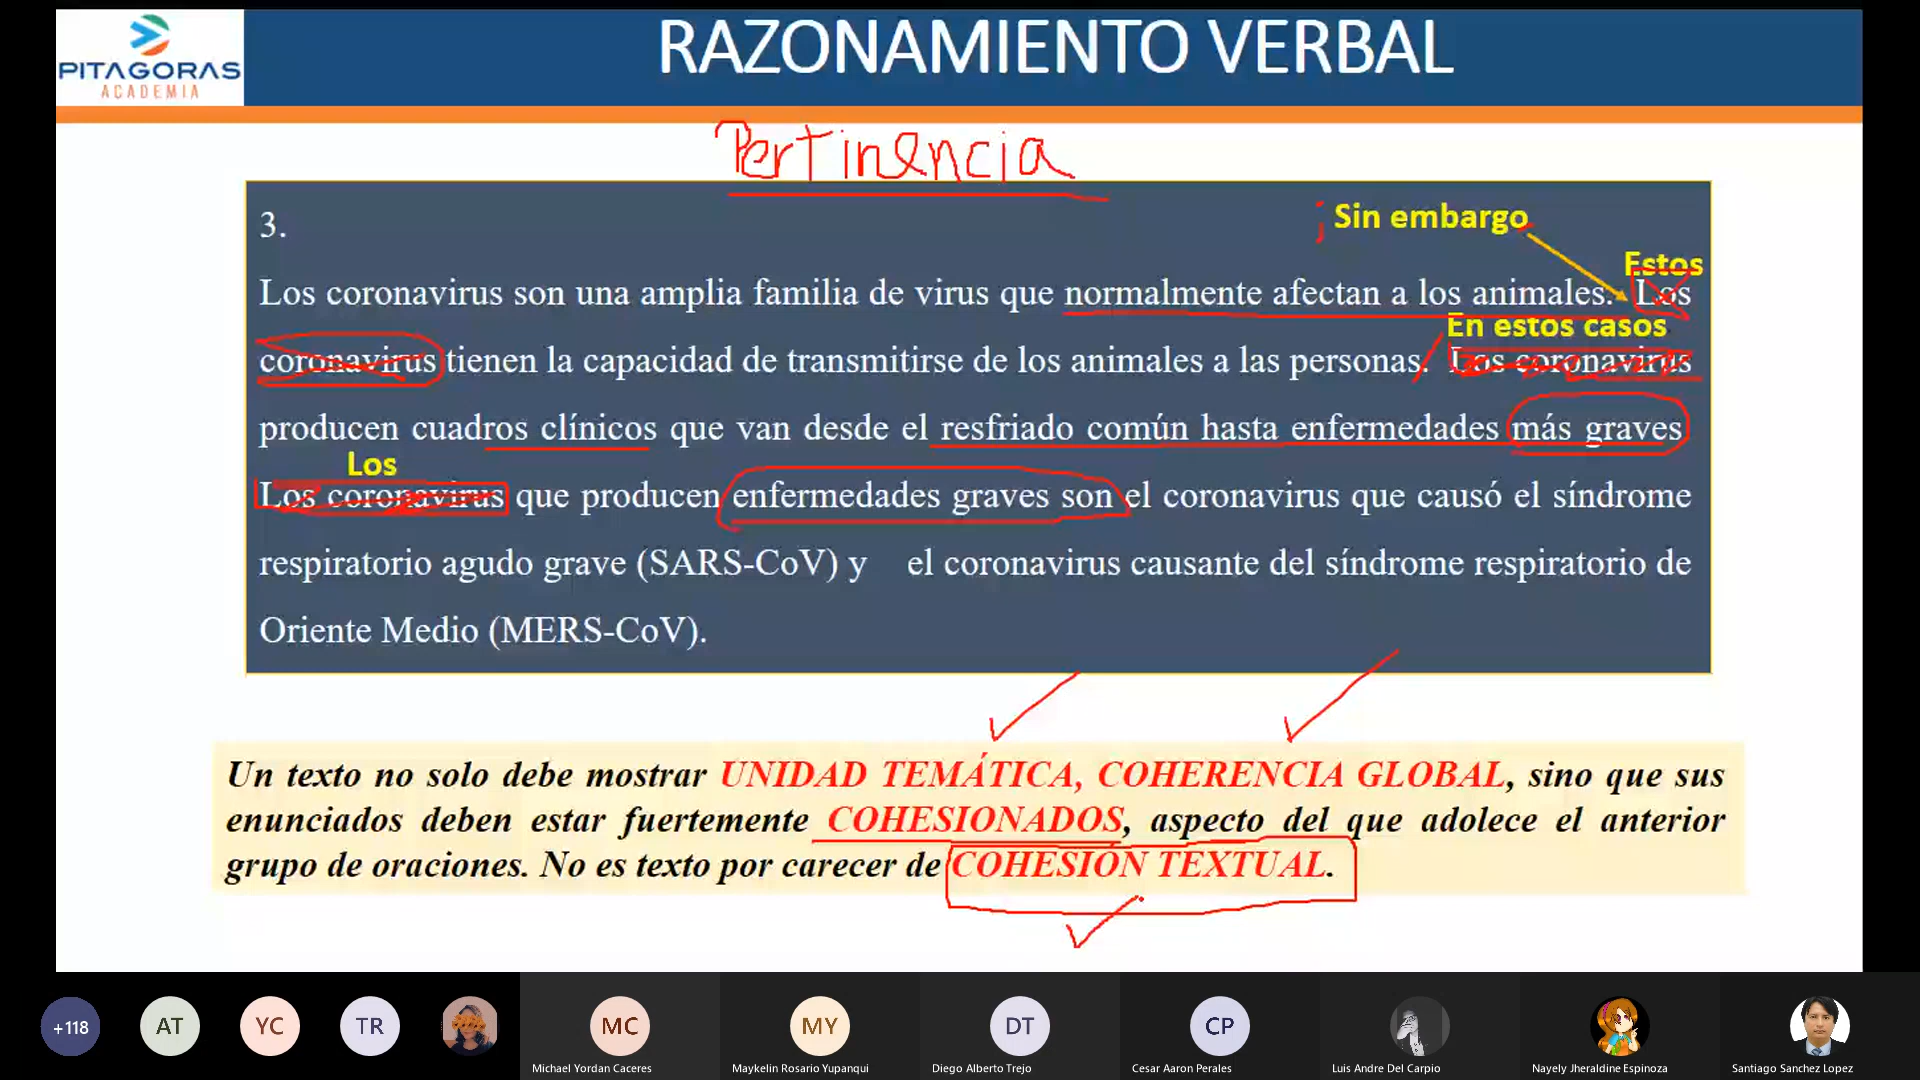 PITAGORAS
ACADEMIA
RAZONAMIENTO VERBAL
Pertinencia
3.
; Sin embargo
Estos
Los coronavirus son una amplia familia de virus que normalmente afectan a los animales. Los
En estos casos
coronavirus tienen la capacidad de transmitirse de los animales a las personas. Los coronavirus
producen cuadros clínicos que van desde el resfriado común hasta enfermedades más graves
Los
Los coronavirus que producen enfermedades graves son el coronavirus que causó el síndrome
respiratorio agudo grave (SARS-CoV) y el coronavirus causante del síndrome respiratorio de
Oriente Medio (MERS-CoV).
Un texto no solo debe mostrar UNIDAD TEMÁTICA, COHERENCIA GLOBAL, sino que sus
enunciados deben estar fuertemente COHESIONADOS, aspecto del que adolece el anterior
grupo de oraciones. No es texto por carecer de COHESIÓN TEXTUAL.
+118
AT
YC
TR
MC
MY
DT
CP
Michael Yordan Caceres
Maykelin Rosario Yupanqui
Diego Alberto Trejo
Cesar Aaron Perales
Luis Andre Del Carpio
Nayely Jheraldine Espinoza
Santiago Sanchez Lopez